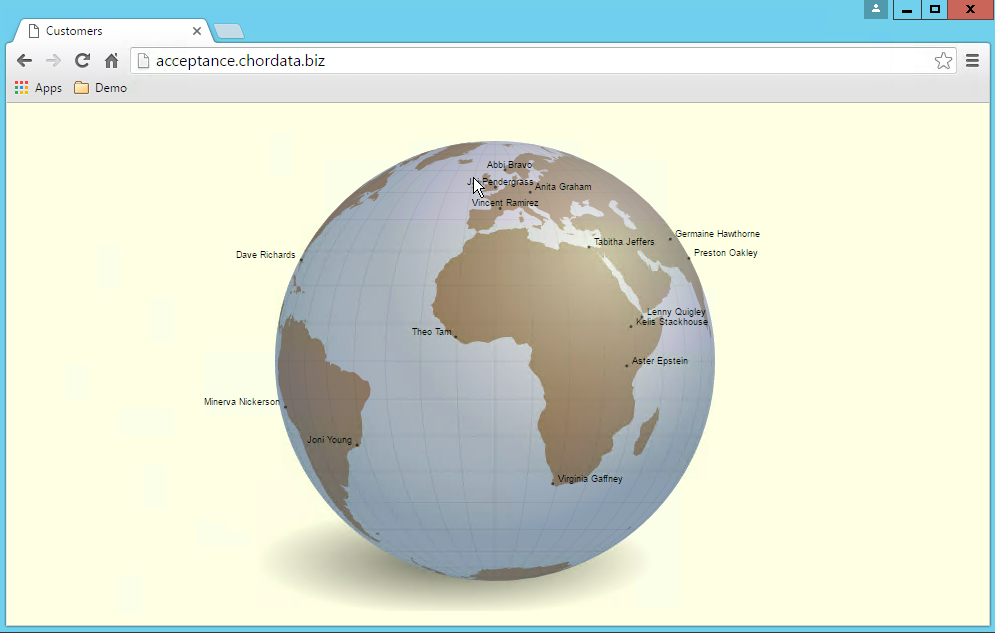 Customers
acceptance.chordata.biz
Apps
Demo
Abbi Bravo
Pendergrass
Anita Graham
Vincent Ramirez
Germaine Hawthorne
Tabitha Jeffers
Preston Oakley
Dave Richards
Lenny Quigley
Kelis Stackhouse
Theo Tam
Aster Epstein
Minerva Nickerson
Joni Young
Virginia Gaffney